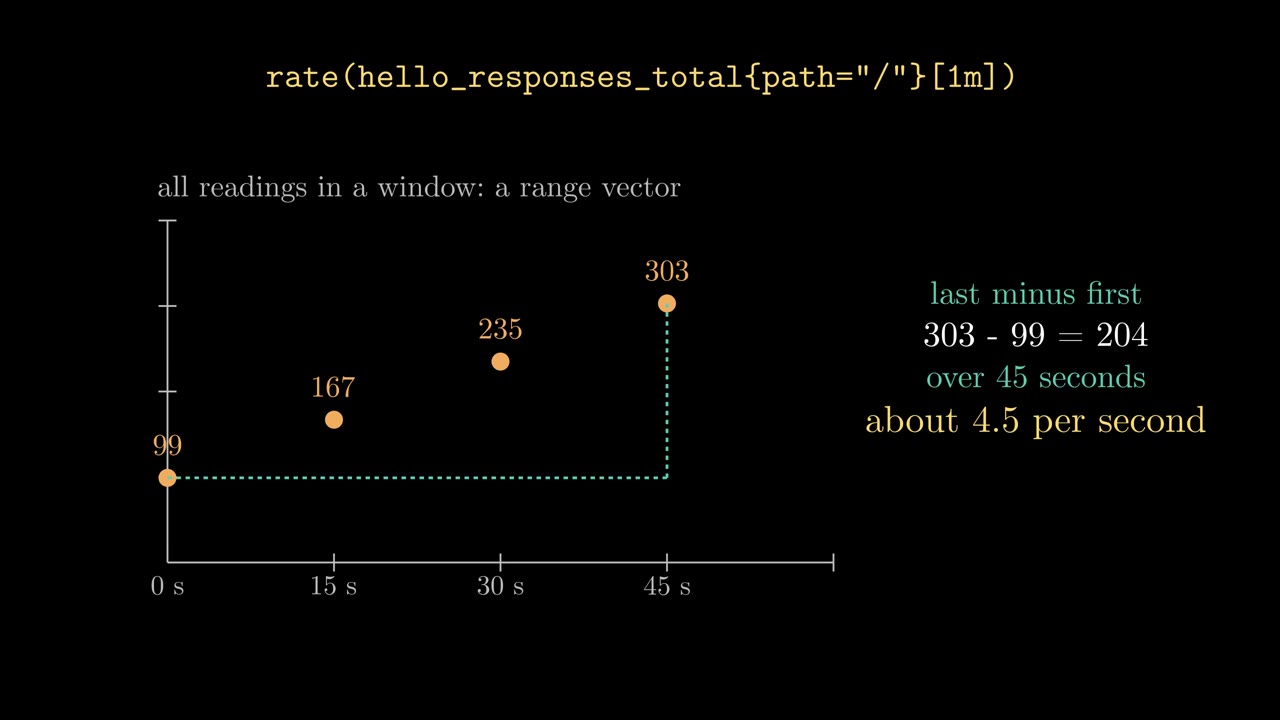 rate(hello_responses_total{path="/"}[1m])
all readings in a window: a range vector
303
235
167
99
0 s
15 s
30 s
45 s
last minus first
303 - 99 = 204
over 45 seconds
about 4.5 per second